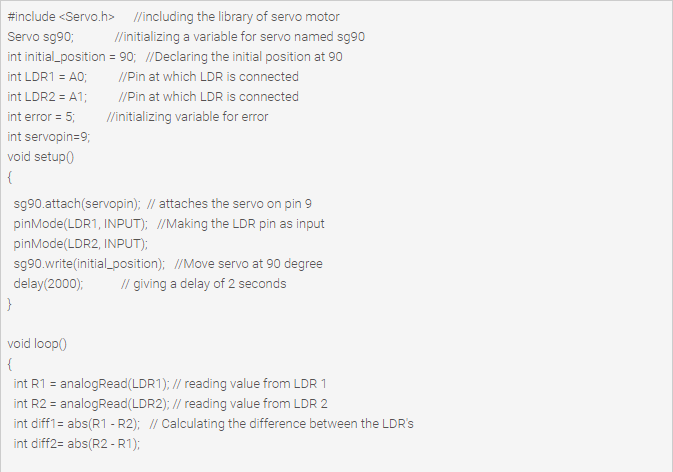 #include <Servo.h>      //including the library of servo motor
Servo sg90;             //initializing a variable for servo named sg90
int initial_position = 90;   //Declaring the initial position at 90
int LDR1 = A0;          //Pin at which LDR is connected
int LDR2 = A1;          //Pin at which LDR is connected
int error = 5;          //initializing variable for error
int servopin=9;
void setup()
{
  sg90.attach(servopin);  // attaches the servo on pin 9
  pinMode(LDR1, INPUT);   //Making the LDR pin as input
  pinMode(LDR2, INPUT);
  sg90.write(initial_position);   //Move servo at 90 degree
  delay(2000);            // giving a delay of 2 seconds
}
void loop()
{
  int R1 = analogRead(LDR1); // reading value from LDR 1
  int R2 = analogRead(LDR2); // reading value from LDR 2
  int diff1= abs(R1 - R2);   // Calculating the difference between the LDR's
  int diff2= abs(R2 - R1);